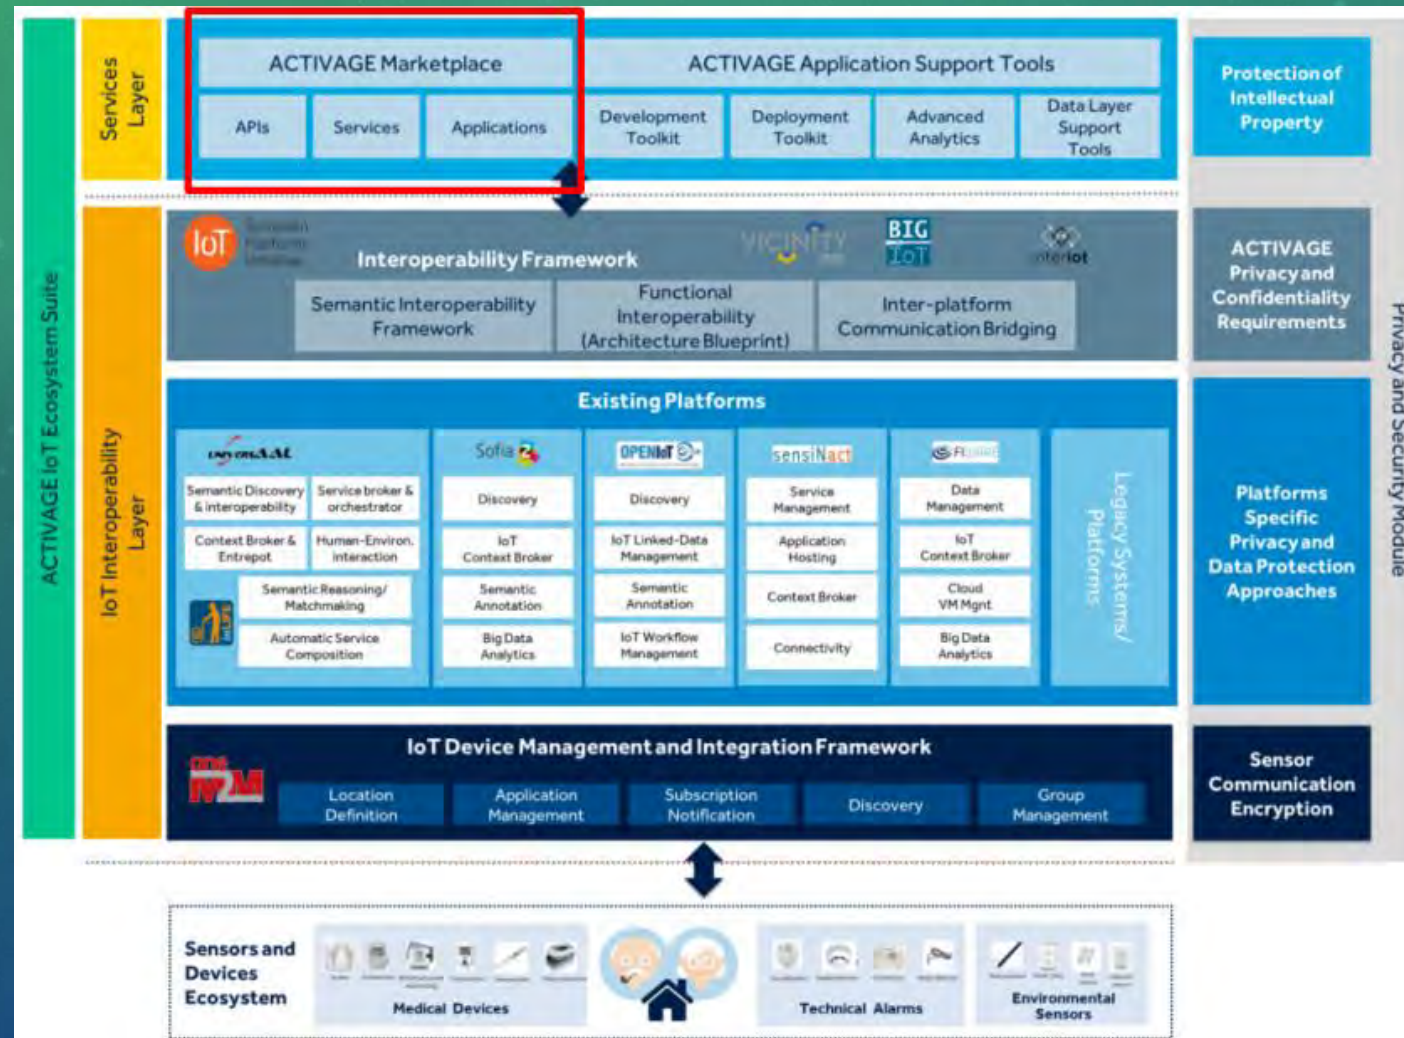 ACTIVAGE IoT Ecosystem Suite
Services
Layer
ACTIVAGE Marketplace
APIs
Services
Applications
ACTIVAGE Application Support Tools
Development
Toolkit
Deployment
Toolkit
Advanced
Analytics
Data Layer
Support
Tools
Protection of
Intellectual
Property
Privacy and Security Module
IoT Interoperability
Layer
IoT
Interoperability Framework
VICINITY
BIG
IoT
interiot
Semantic Interoperability
Framework
Functional
Interoperability
(Architecture Blueprint)
Inter-platform
Communication Bridging
ACTIVAGE
Privacy and
Confidentiality
Requirements
Existing Platforms
universAAL
Semantic Discovery
& interoperability
Service broker &
orchestrator
Context Broker &
Entrepot
Human-Environ.
interaction
Semantic Reasoning/
Matchmaking
Automatic Service
Composition
Sofia2
Discovery
IoT
Context Broker
Semantic
Annotation
Big Data
Analytics
OPENIoT
Discovery
IoT Linked-Data
Management
Semantic
Annotation
IoT Workflow
Management
sensiNact
Service
Management
Application
Hosting
Context Broker
Connectivity
FIWARE
Data
Management
IoT
Context Broker
Cloud
VM Mgnt.
Big Data
Analytics
Legacy Systems/
Platforms
Platforms
Specific
Privacy and
Data Protection
Approaches
IoT Device Management and Integration Framework
one
M2M
Location
Definition
Application
Management
Subscription
Notification
Discovery
Group
Management
Sensor
Communication
Encryption
Sensors and
Devices
Ecosystem
Medical Devices
Technical Alarms
Environmental
Sensors